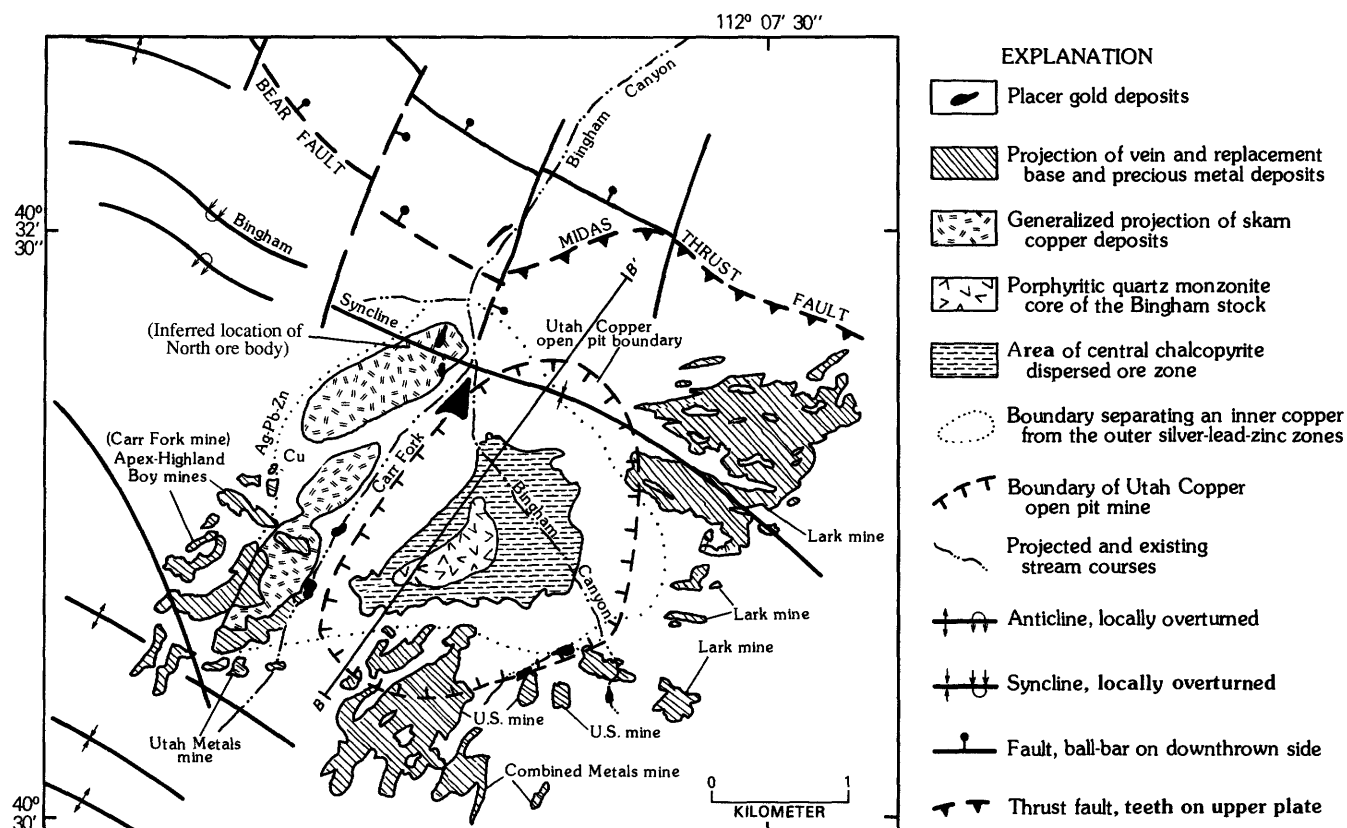 112° 07' 30''
Bingham Canyon
BEAR FAULT
40°
32'
30''
Bingham
Syncline
MIDAS THRUST FAULT
B'
(Inferred location of
North ore body)
Utah Copper
open pit boundary
Ag-Pb-Zn
Cu
(Carr Fork mine)
Apex-Highland
Boy mines
Carr Fork
Bingham Canyon
Lark mine
Lark mine
Lark mine
B
U.S. mine
U.S. mine
Utah Metals
mine
Combined Metals mine
0 1
KILOMETER
40°
30'
EXPLANATION
Placer gold deposits
Projection of vein and replacement
base and precious metal deposits
Generalized projection of skarn
copper deposits
Porphyritic quartz monzonite
core of the Bingham stock
Area of central chalcopyrite
dispersed ore zone
Boundary separating an inner copper
from the outer silver-lead-zinc zones
Boundary of Utah Copper
open pit mine
Projected and existing
stream courses
Anticline, locally overturned
Syncline, locally overturned
Fault, ball-bar on downthrown side
Thrust fault, teeth on upper plate